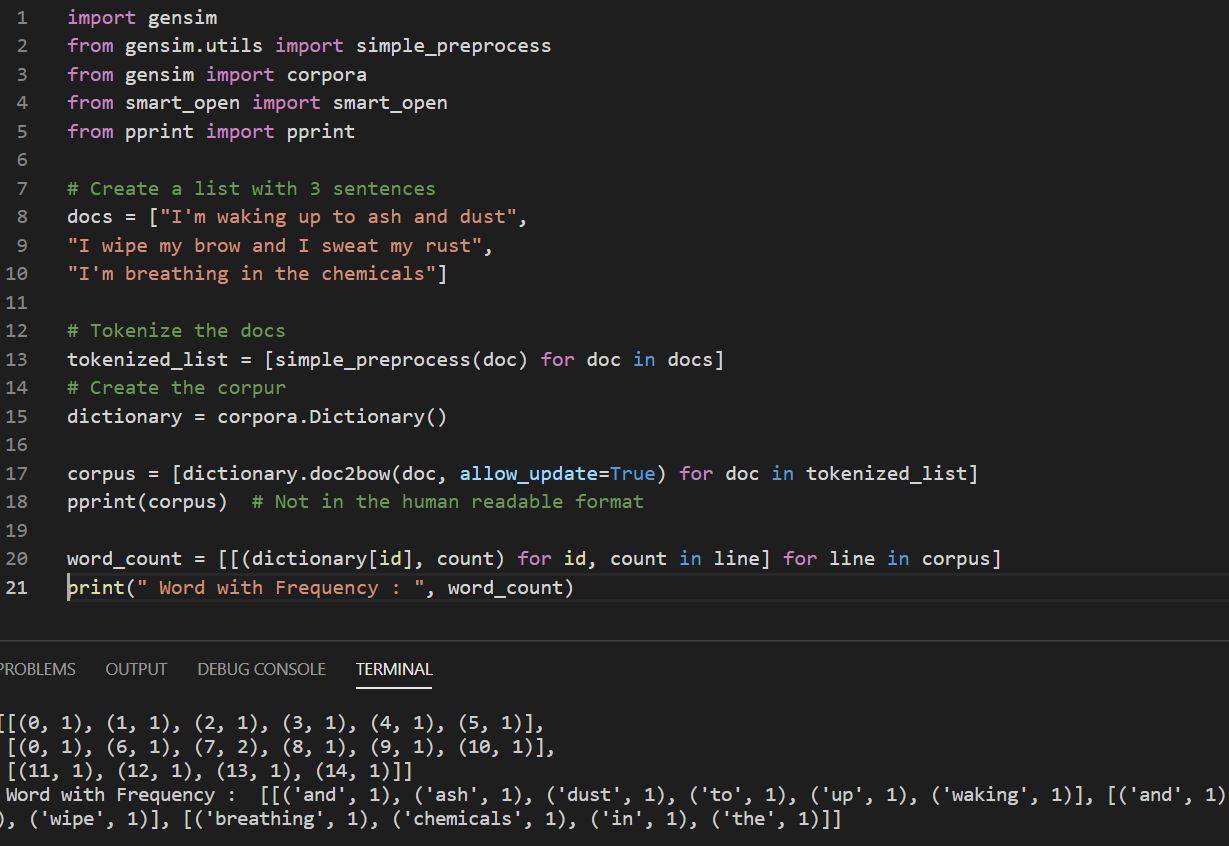 1 import gensim
2 from gensim.utils import simple_preprocess
3 from gensim import corpora
4 from smart_open import smart_open
5 from pprint import pprint
6
7 # Create a list with 3 sentences
8 docs = ["I'm waking up to ash and dust",
9 "I wipe my brow and I sweat my rust",
10 "I'm breathing in the chemicals"]
11
12 # Tokenize the docs
13 tokenized_list = [simple_preprocess(doc) for doc in docs]
14 # Create the corpur
15 dictionary = corpora.Dictionary()
16
17 corpus = [dictionary.doc2bow(doc, allow_update=True) for doc in tokenized_list]
18 pprint(corpus)  # Not in the human readable format
19
20 word_count = [[(dictionary[id], count) for id, count in line] for line in corpus]
21 print(" Word with Frequency : ", word_count)
PROBLEMS OUTPUT DEBUG CONSOLE TERMINAL
[[(0, 1), (1, 1), (2, 1), (3, 1), (4, 1), (5, 1)],
[(0, 1), (6, 1), (7, 2), (8, 1), (9, 1), (10, 1)],
[(11, 1), (12, 1), (13, 1), (14, 1)]]
Word with Frequency :  [[('and', 1), ('ash', 1), ('dust', 1), ('to', 1), ('up', 1), ('waking', 1)], [('and', 1)
), ('wipe', 1)], [('breathing', 1), ('chemicals', 1), ('in', 1), ('the', 1)]]